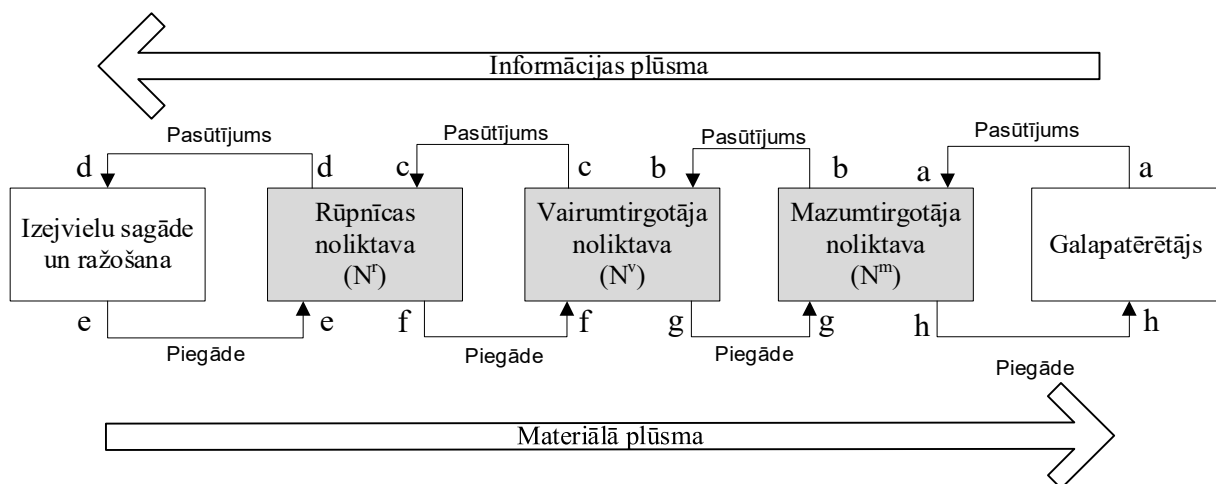 Informācijas plūsma
Pasūtījums
Pasūtījums
Pasūtījums
Pasūtījums
d
d
c
c
b
b
a
a
Izejvielu sagāde
un ražošana
Rūpnīcas
noliktava
(Nʳ)
Vairumtirgotāja
noliktava
(Nᵛ)
Mazumtirgotāja
noliktava
(Nᵐ)
Galapatērētājs
e
e
f
f
g
g
h
h
Piegāde
Piegāde
Piegāde
Piegāde
Materiālā plūsma